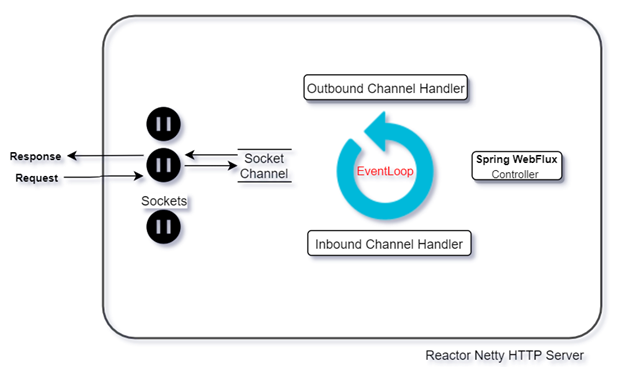 Outbound Channel Handler
Response
Request
Socket
Channel
EventLoop
Spring WebFlux
Controller
Sockets
Inbound Channel Handler
Reactor Netty HTTP Server